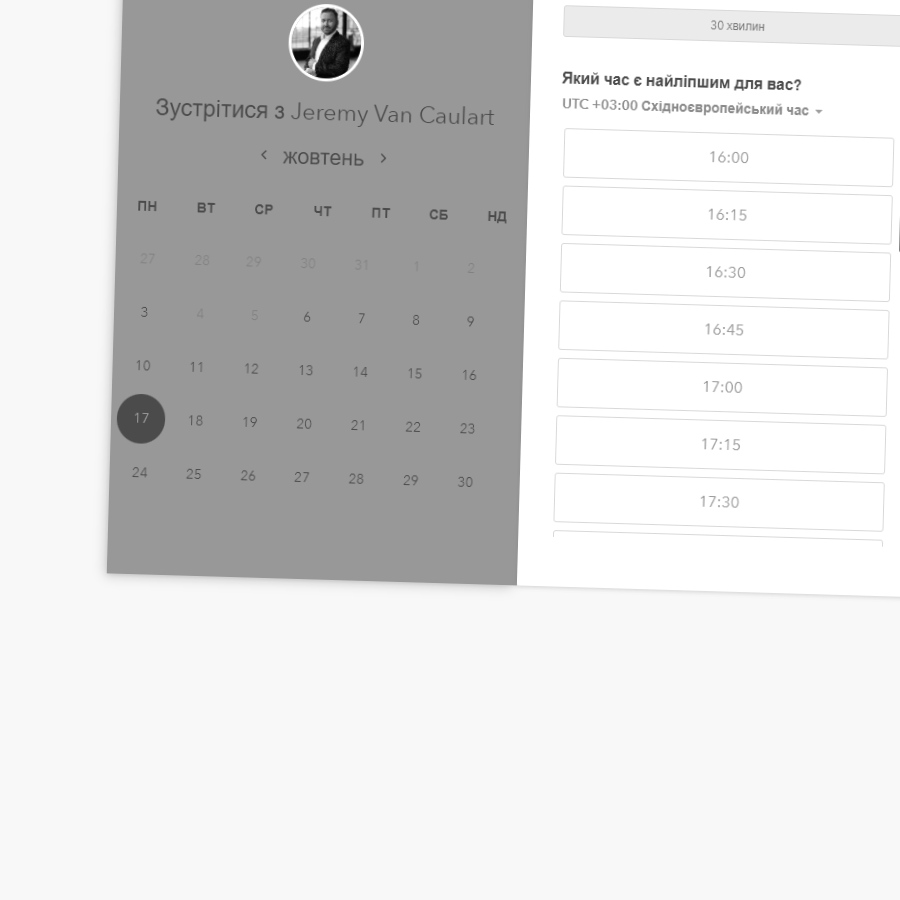 Зустрітися з Jeremy Van Caulart
жовтень
ПН ВТ СР ЧТ ПТ СБ НД
27 28 29 30 31 1 2
3 4 5 6 7 8 9
10 11 12 13 14 15 16
17 18 19 20 21 22 23
24 25 26 27 28 29 30
30 хвилин
Який час є найліпшим для вас?
UTC +03:00 Східноєвропейський час
16:00
16:15
16:30
16:45
17:00
17:15
17:30